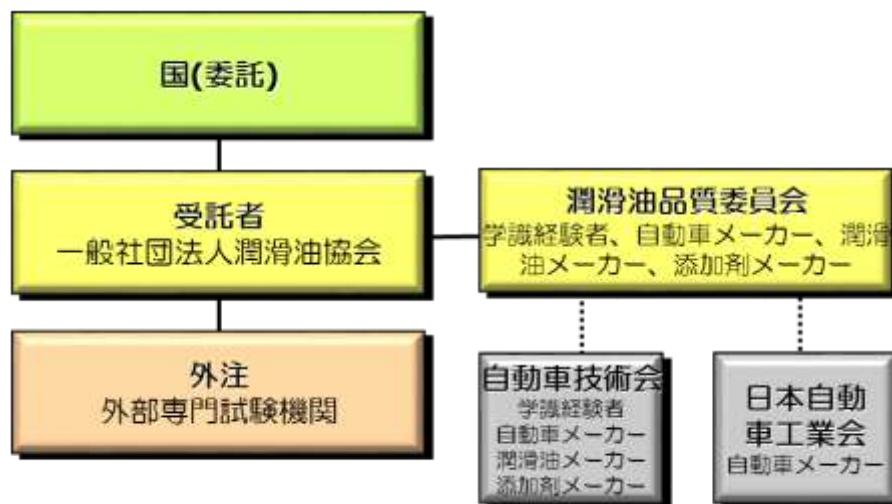 国(委託)
受託者
一般社団法人潤滑油協会
潤滑油品質委員会
学識経験者、自動車メーカー、潤滑
油メーカー、添加剤メーカー
外注
外部専門試験機関
自動車技術会
学識経験者
自動車メーカー
潤滑油メーカー
添加剤メーカー
日本自動
車工業会
自動車メーカー